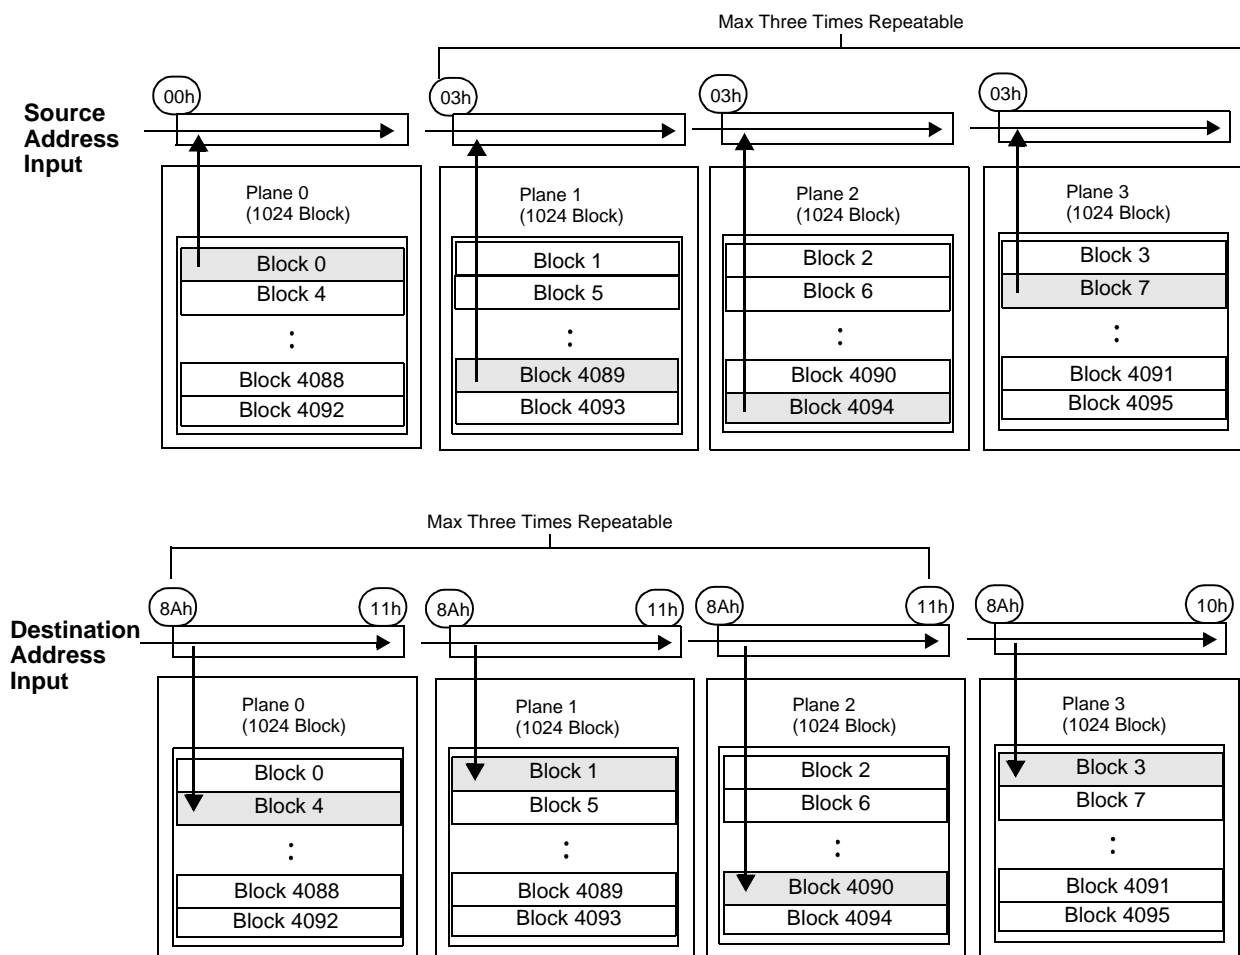 Max Three Times Repeatable
00h
03h
03h
03h
Source
Address
Input
Plane 0
(1024 Block)
Plane 1
(1024 Block)
Plane 2
(1024 Block)
Plane 3
(1024 Block)
Block 0
Block 1
Block 2
Block 3
Block 4
Block 5
Block 6
Block 7
:
:
:
:
Block 4088
Block 4089
Block 4090
Block 4091
Block 4092
Block 4093
Block 4094
Block 4095
Max Three Times Repeatable
8Ah
11h
8Ah
11h
8Ah
11h
8Ah
10h
Destination
Address
Input
Plane 0
(1024 Block)
Plane 1
(1024 Block)
Plane 2
(1024 Block)
Plane 3
(1024 Block)
Block 0
Block 1
Block 2
Block 3
Block 4
Block 5
Block 6
Block 7
:
:
:
:
Block 4088
Block 4089
Block 4090
Block 4091
Block 4092
Block 4093
Block 4094
Block 4095